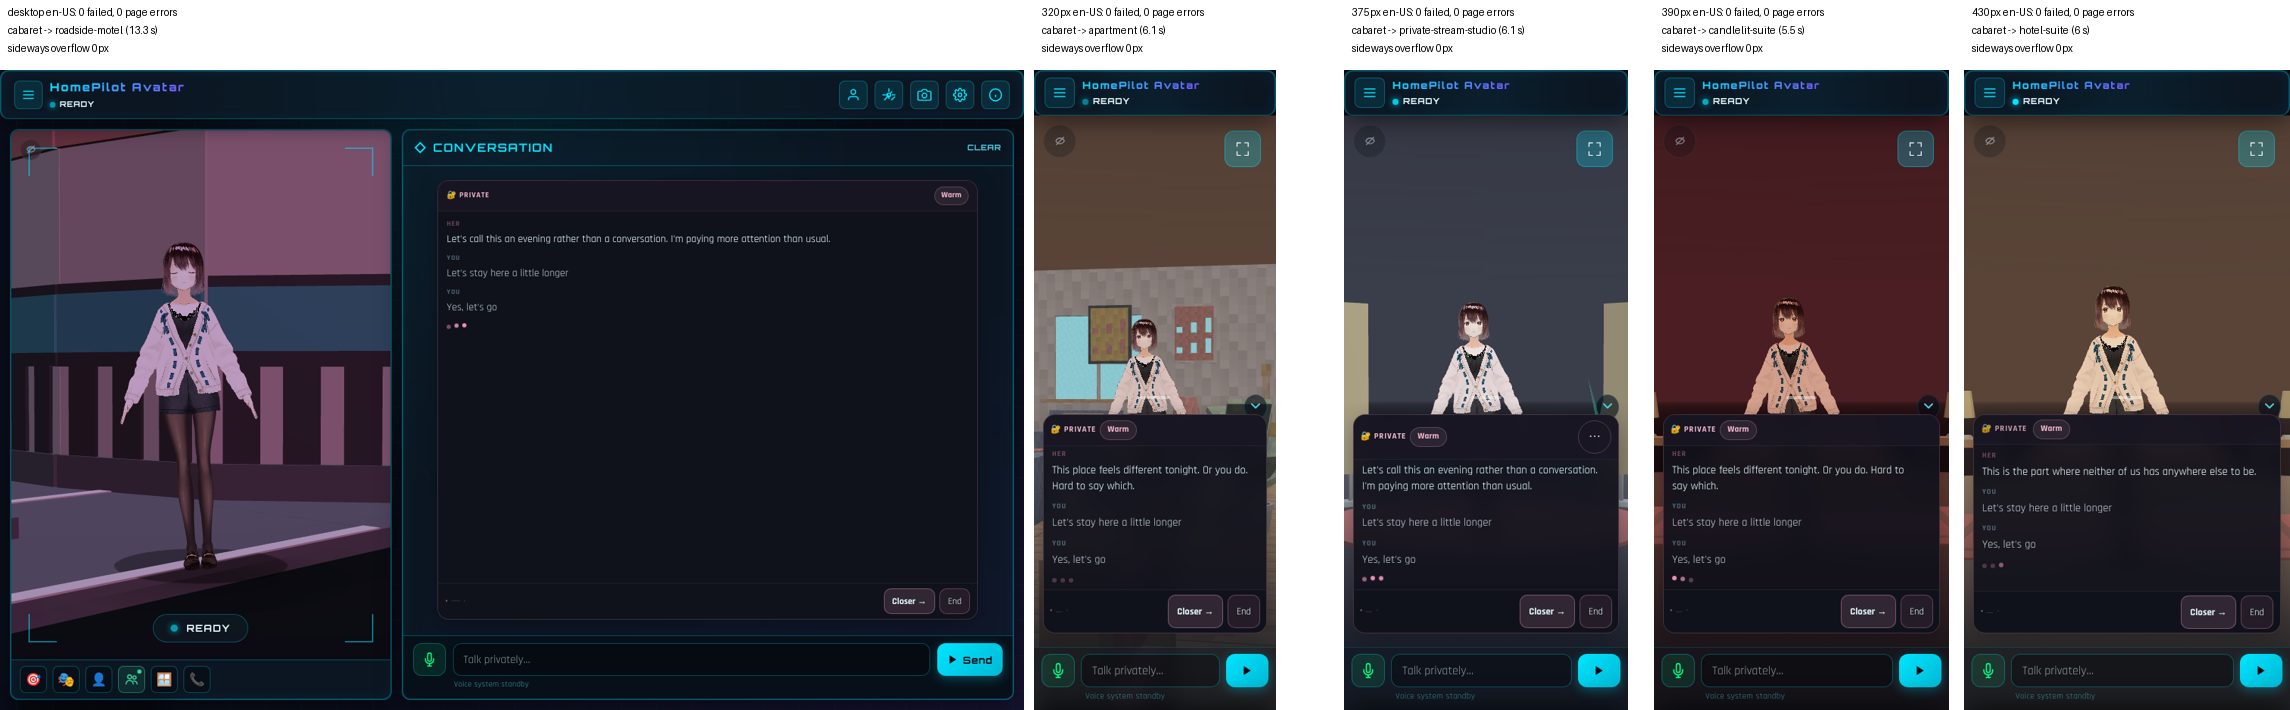 desktop en-US: 0 failed, 0 page errors
cabaret -> roadside-motel (13.3 s)
sideways overflow 0px
HomePilot Avatar
READY
READY
CONVERSATION
CLEAR
PRIVATE
Warm
HER
Let's call this an evening rather than a conversation. I'm paying more attention than usual.
YOU
Let's stay here a little longer
YOU
Yes, let's go
Closer →
End
Talk privately...
Send
Voice system standby
320px en-US: 0 failed, 0 page errors
cabaret -> apartment (6.1 s)
sideways overflow 0px
HomePilot Avatar
READY
PRIVATE
Warm
HER
This place feels different tonight. Or you do.
Hard to say which.
YOU
Let's stay here a little longer
YOU
Yes, let's go
Closer →
End
Talk privately...
Voice system standby
375px en-US: 0 failed, 0 page errors
cabaret -> private-stream-studio (6.1 s)
sideways overflow 0px
HomePilot Avatar
READY
PRIVATE
Warm
...
HER
Let's call this an evening rather than a conversation.
I'm paying more attention than usual.
YOU
Let's stay here a little longer
YOU
Yes, let's go
Closer →
End
Talk privately...
Voice system standby
390px en-US: 0 failed, 0 page errors
cabaret -> candlelit-suite (5.5 s)
sideways overflow 0px
HomePilot Avatar
READY
PRIVATE
Warm
HER
This place feels different tonight. Or you do. Hard to
say which.
YOU
Let's stay here a little longer
YOU
Yes, let's go
Closer →
End
Talk privately...
Voice system standby
430px en-US: 0 failed, 0 page errors
cabaret -> hotel-suite (6 s)
sideways overflow 0px
HomePilot Avatar
READY
PRIVATE
Warm
HER
This is the part where neither of us has anywhere else to be.
YOU
Let's stay here a little longer
YOU
Yes, let's go
Closer →
End
Talk privately...
Voice system standby